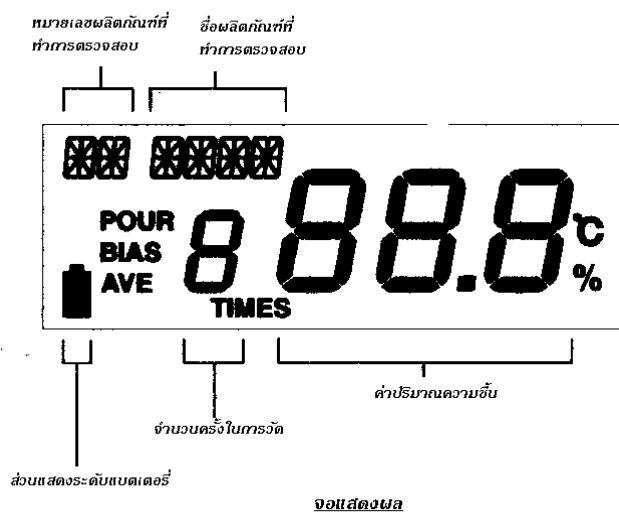 หมายเลขผลิตภัณฑ์ที่
ทำการตรวจสอบ
ชื่อผลิตภัณฑ์ที่
ทำการตรวจสอบ
POUR
BIAS
AVE
8
TIMES
88.8
°C
%
ค่าปริมาณความชื้น
จำนวนครั้งในการวัด
ส่วนแสดงระดับแบตเตอรี่
จอแสดงผล